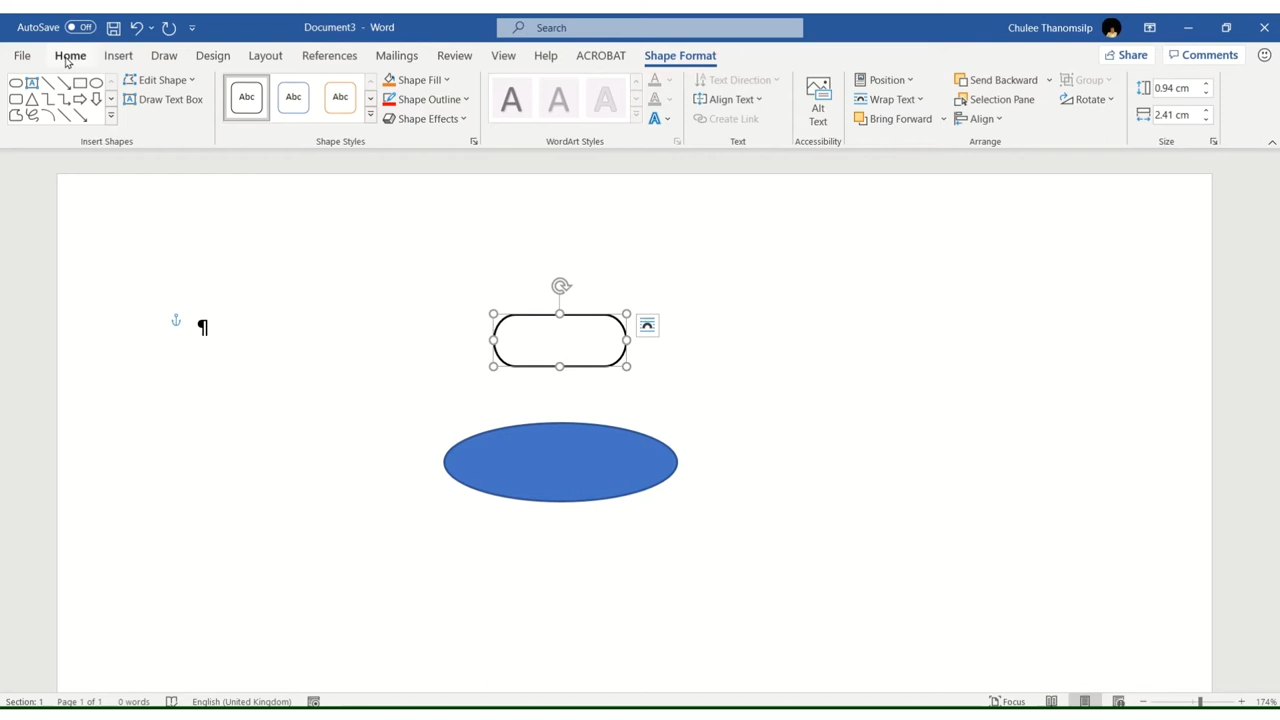 AutoSave Off Document3 - Word Search Chulee Thanomsilp
File Home Insert Draw Design Layout References Mailings Review View Help ACROBAT Shape Format Share Comments
Edit Shape
Draw Text Box
Insert Shapes
Abc Abc Abc
Shape Fill
Shape Outline
Shape Effects
Shape Styles
A A A
A
A
A
WordArt Styles
Text Direction
Align Text
Create Link
Text
Alt
Text
Accessibility
Position
Wrap Text
Bring Forward
Send Backward
Selection Pane
Align
Group
Rotate
Arrange
0.94 cm
2.41 cm
Size
¶
Section: 1 Page 1 of 1 0 words English (United Kingdom) Focus 174%